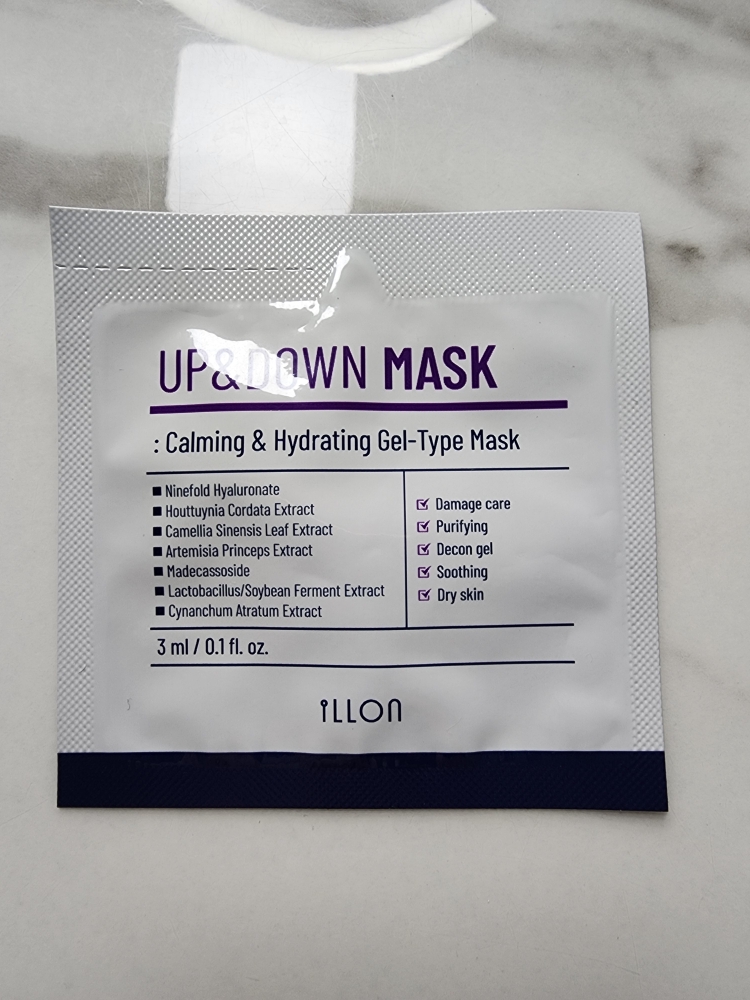 UP&DOWN MASK
: Calming & Hydrating Gel-Type Mask
■ Ninefold Hyaluronate
■ Houttuynia Cordata Extract
■ Camellia Sinensis Leaf Extract
■ Artemisia Princeps Extract
■ Madecassoside
■ Lactobacillus/Soybean Ferment Extract
■ Cynanchum Atratum Extract
☑ Damage care
☑ Purifying
☑ Decon gel
☑ Soothing
☑ Dry skin
3 ml / 0.1 fl. oz.
iLLON